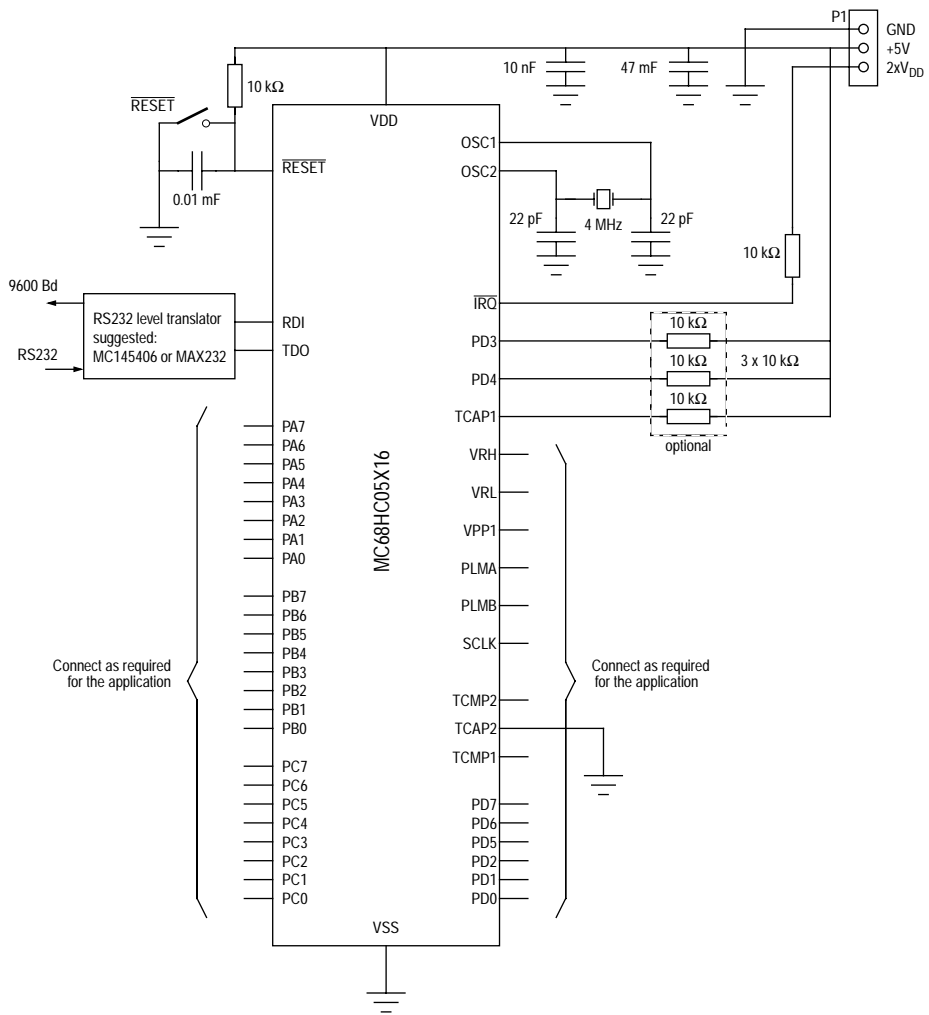 P1
GND
+5V
2xVDD
10 nF
47 mF
10 kΩ
RESET
VDD
OSC1
OSC2
RESET
0.01 mF
22 pF
4 MHz
22 pF
10 kΩ
9600 Bd
RS232 level translator
suggested:
MC145406 or MAX232
RS232
RDI
TDO
IRQ
PD3
10 kΩ
PD4
10 kΩ
3 x 10 kΩ
TCAP1
10 kΩ
optional
PA7
PA6
PA5
PA4
PA3
PA2
PA1
PA0
PB7
PB6
PB5
PB4
PB3
PB2
PB1
PB0
PC7
PC6
PC5
PC4
PC3
PC2
PC1
PC0
Connect as required
for the application
MC68HC05X16
VRH
VRL
VPP1
PLMA
PLMB
SCLK
TCMP2
TCAP2
TCMP1
PD7
PD6
PD5
PD2
PD1
PD0
Connect as required
for the application
VSS